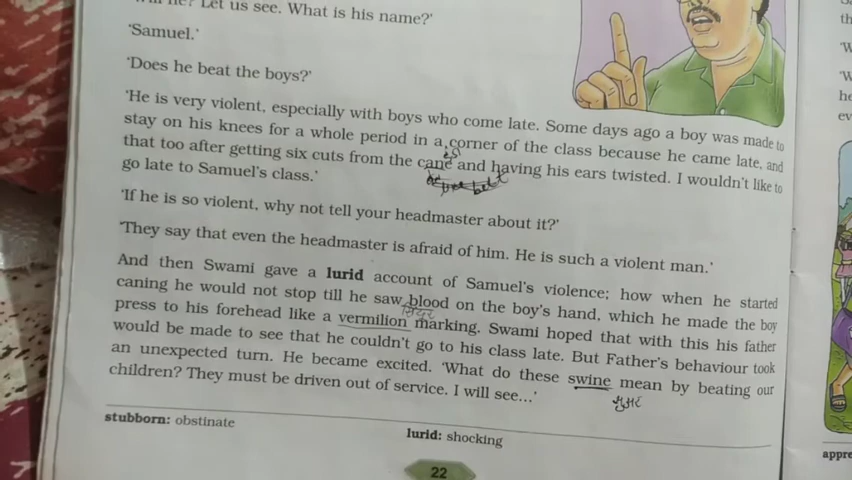 he? Let us see. What is his name?'
'Samuel.'
'Does he beat the boys?'
'He is very violent, especially with boys who come late. Some days ago a boy was made to
stay on his knees for a whole period in a corner of the class because he came late, and
that too after getting six cuts from the cane and having his ears twisted. I wouldn't like to
go late to Samuel's class.'
'If he is so violent, why not tell your headmaster about it?'
'They say that even the headmaster is afraid of him. He is such a violent man.'
And then Swami gave a lurid account of Samuel's violence; how when he started
caning he would not stop till he saw blood on the boy's hand, which he made the boy
press to his forehead like a vermilion marking. Swami hoped that with this his father
would be made to see that he couldn't go to his class late. But Father's behaviour took
an unexpected turn. He became excited. 'What do these swine mean by beating our
children? They must be driven out of service. I will see...'
stubborn: obstinate
lurid: shocking
22
appre